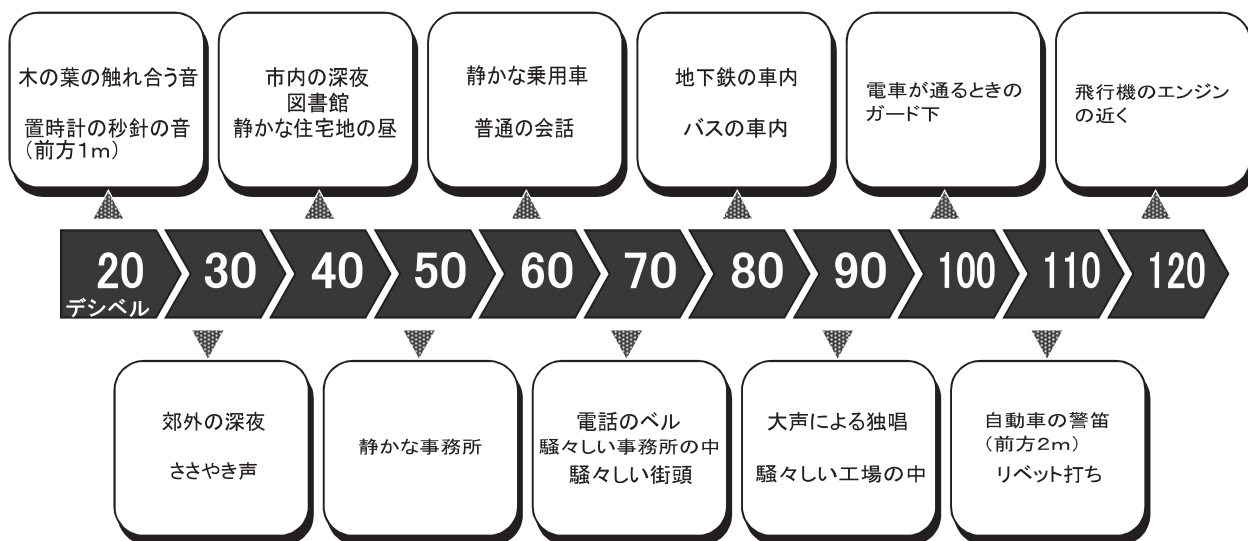 木の葉の触れ合う音
置時計の秒針の音
（前方1m）
市内の深夜
図書館
静かな住宅地の昼
静かな乗用車
普通の会話
地下鉄の車内
バスの車内
電車が通るときの
ガード下
飛行機のエンジン
の近く
20 30 40 50 60 70 80 90 100 110 120
デシベル
郊外の深夜
ささやき声
静かな事務所
電話のベル
騒々しい事務所の中
騒々しい街頭
大声による独唱
騒々しい工場の中
自動車の警笛
（前方2m）
リベット打ち